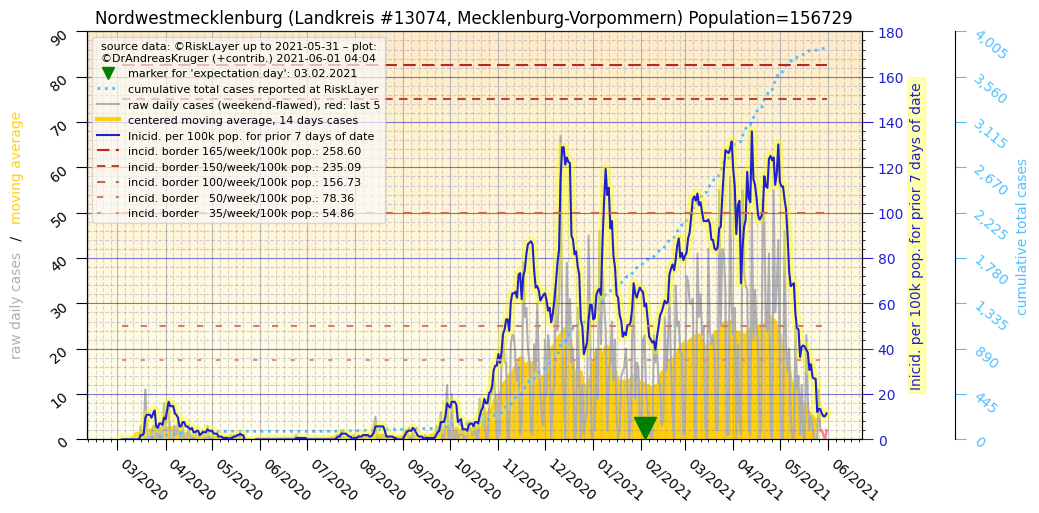 Nordwestmecklenburg (Landkreis #13074, Mecklenburg-Vorpommern) Population=156729
source data: ©RiskLayer up to 2021-05-31 – plot:
©DrAndreasKruger (+contrib.) 2021-06-01 04:04
marker for 'expectation day': 03.02.2021
cumulative total cases reported at RiskLayer
raw daily cases (weekend-flawed), red: last 5
centered moving average, 14 days cases
Inicid. per 100k pop. for prior 7 days of date
incid. border 165/week/100k pop.: 258.60
incid. border 150/week/100k pop.: 235.09
incid. border 100/week/100k pop.: 156.73
incid. border   50/week/100k pop.: 78.36
incid. border   35/week/100k pop.: 54.86
raw daily cases / moving average
90
80
70
60
50
40
30
20
10
0
180
160
140
120
100
80
60
40
20
0
Inicid. per 100k pop. for prior 7 days of date
4,005
3,560
3,115
2,670
2,225
1,780
1,335
890
445
0
cumulative total cases
03/2020
04/2020
05/2020
06/2020
07/2020
08/2020
09/2020
10/2020
11/2020
12/2020
01/2021
02/2021
03/2021
04/2021
05/2021
06/2021